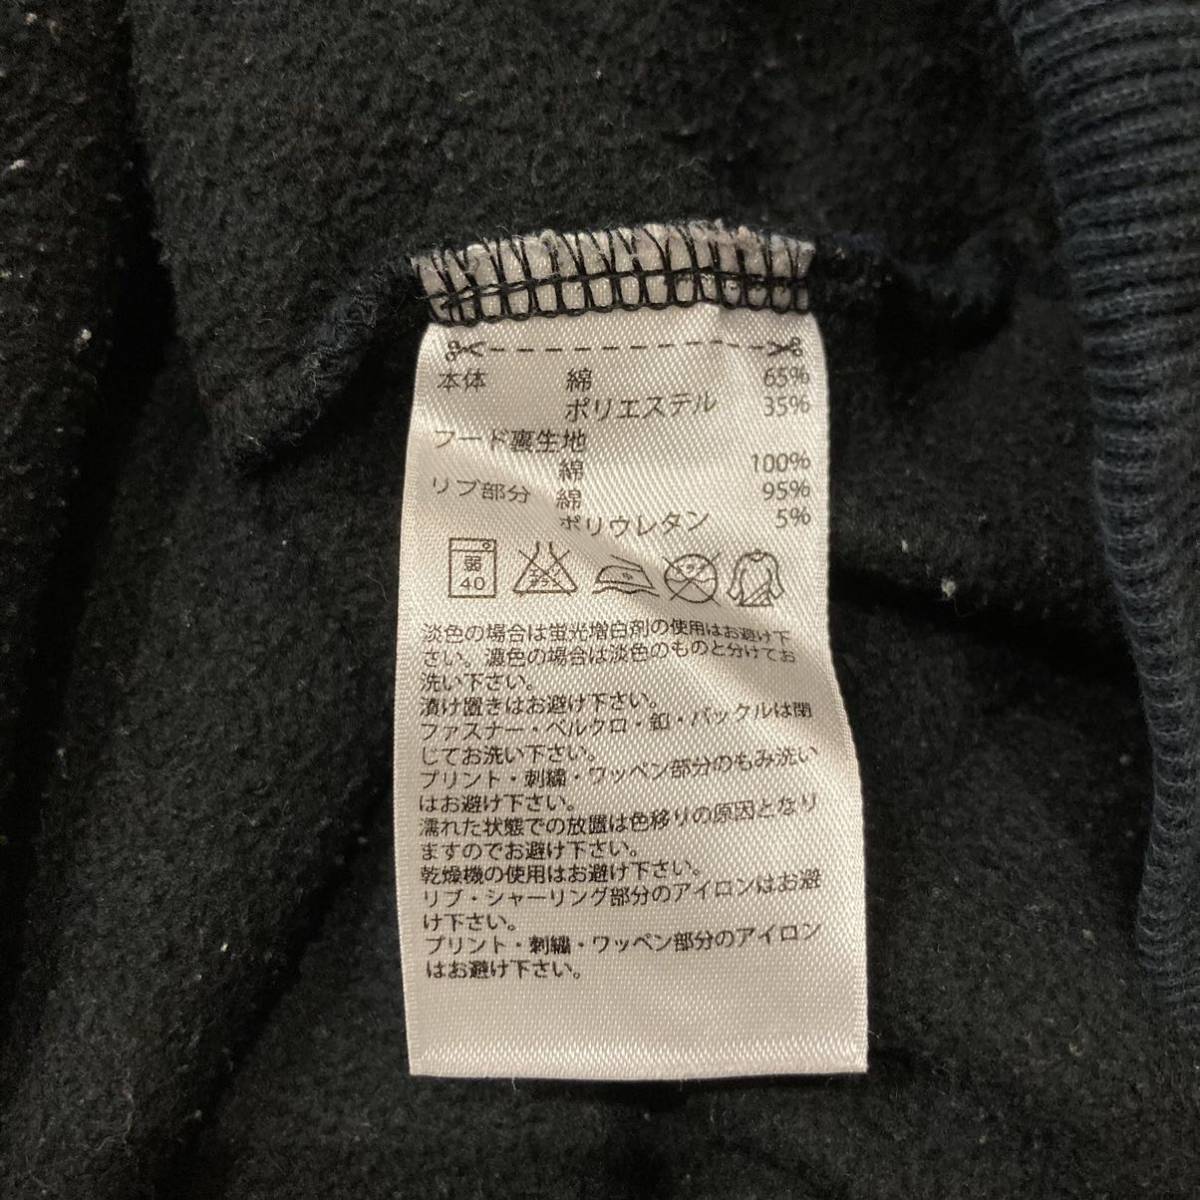 本体 綿 65%
ポリエステル 35%
フード裏生地
綿 100%
リブ部分 綿 95%
ポリウレタン 5%
弱
40
淡色の場合は蛍光増白剤の使用はお避け下
さい。濃色の場合は淡色のものと分けてお
洗い下さい。
漬け置きはお避け下さい。
ファスナー・ベルクロ・釦・バックルは閉
じてお洗い下さい。
プリント・刺繍・ワッペン部分のもみ洗い
はお避け下さい。
濡れた状態での放置は色移りの原因となり
ますのでお避け下さい。
乾燥機の使用はお避け下さい。
リブ・シャーリング部分のアイロンはお避
け下さい。
プリント・刺繍・ワッペン部分のアイロン
はお避け下さい。